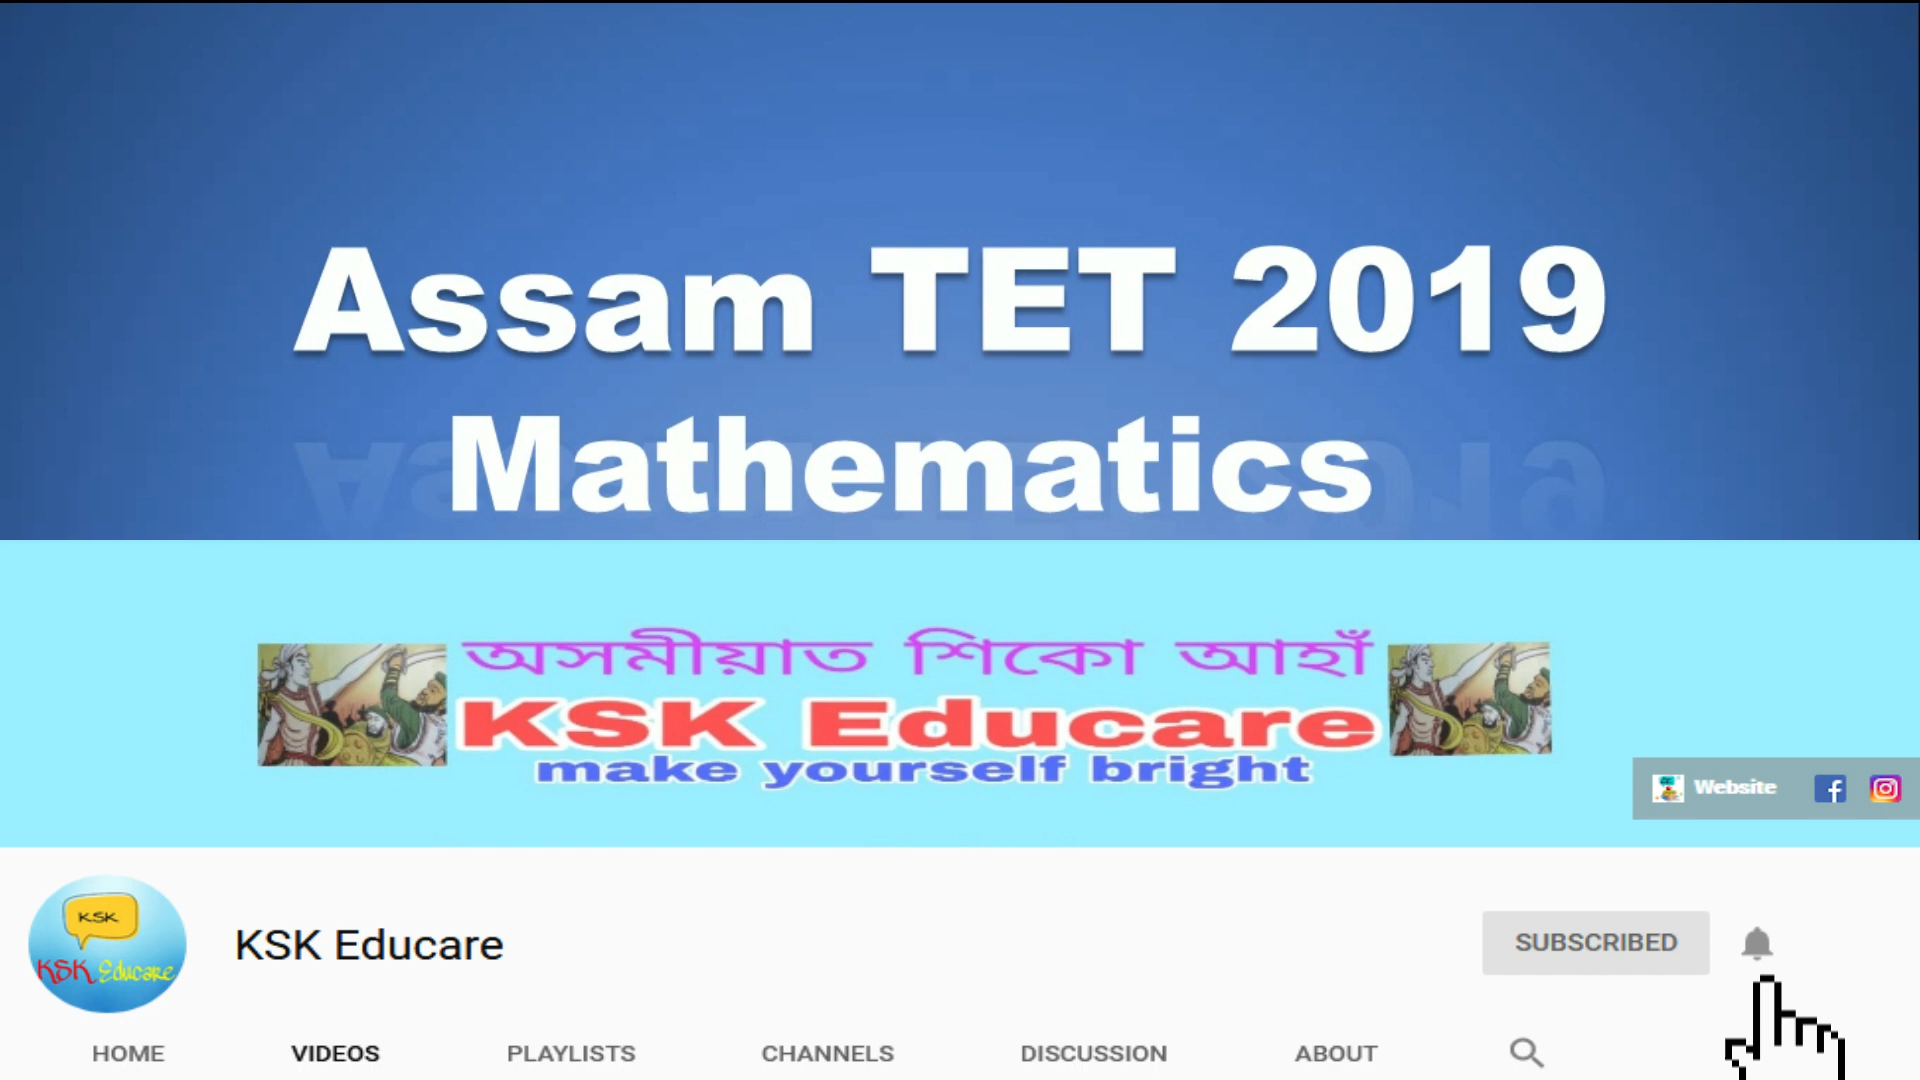 Assam TET 2019
Mathematics
অসমীয়াত শিকো আহাঁ
KSK Educare
make yourself bright
Website
KSK
KSK Educare
KSK Educare
SUBSCRIBED
HOME VIDEOS PLAYLISTS CHANNELS DISCUSSION ABOUT